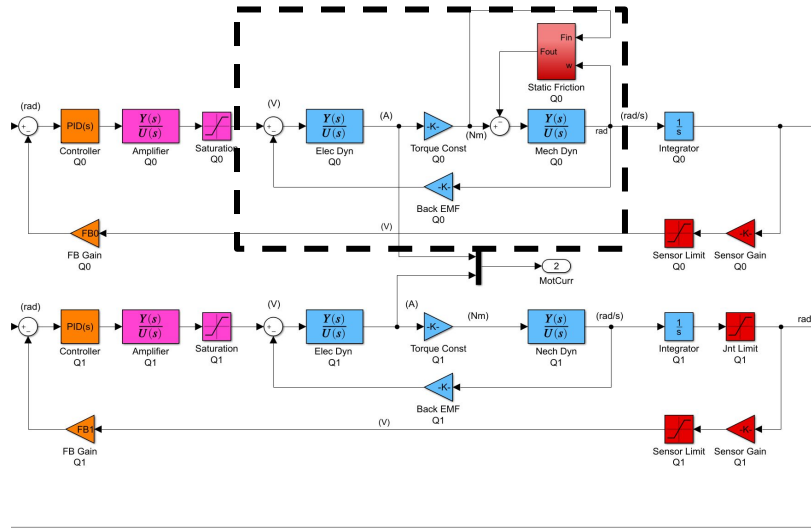 Fin
Fout
w
Static Friction
Q0
(rad)
+
−
PID(s)
Controller
Q0
Y(s)
U(s)
Amplifier
Q0
Saturation
Q0
(V)
+
−
Y(s)
U(s)
Elec Dyn
Q0
(A)
-K-
Torque Const
Q0
(Nm)
+
−
Y(s)
U(s)
Mech Dyn
Q0
rad
(rad/s)
1
s
Integrator
Q0
-K-
Back EMF
Q0
FB0
FB Gain
Q0
(V)
Sensor Limit
Q0
-K-
Sensor Gain
Q0
2
MotCurr
(rad)
+
−
PID(s)
Controller
Q1
Y(s)
U(s)
Amplifier
Q1
Saturation
Q1
(V)
+
−
Y(s)
U(s)
Elec Dyn
Q1
(A)
-K-
Torque Const
Q1
(Nm)
Y(s)
U(s)
Nech Dyn
Q1
(rad/s)
1
s
Integrator
Q1
Jnt Limit
Q1
rad
-K-
Back EMF
Q1
FB1
FB Gain
Q1
(V)
Sensor Limit
Q1
-K-
Sensor Gain
Q1